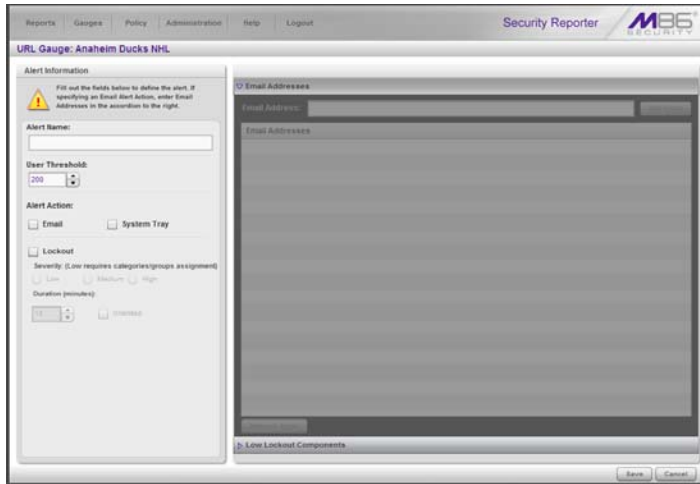 Reports Gauges Policy Administration Help Logout
Security Reporter
M86 SECURITY
URL Gauge: Anaheim Ducks NHL
Alert Information
Fill out the fields below to define the alert. If
specifying an Email Alert Action, enter Email
Addresses in the accordion to the right.
Alert Name:
User Threshold:
200
Alert Action:
Email System Tray
Lockout
Severity: (Low requires categories/groups assignment)
Low Medium High
Duration (minutes):
Unlimited
Email Addresses
Email Address:
Email Addresses
Low Lockout Components
Save Cancel